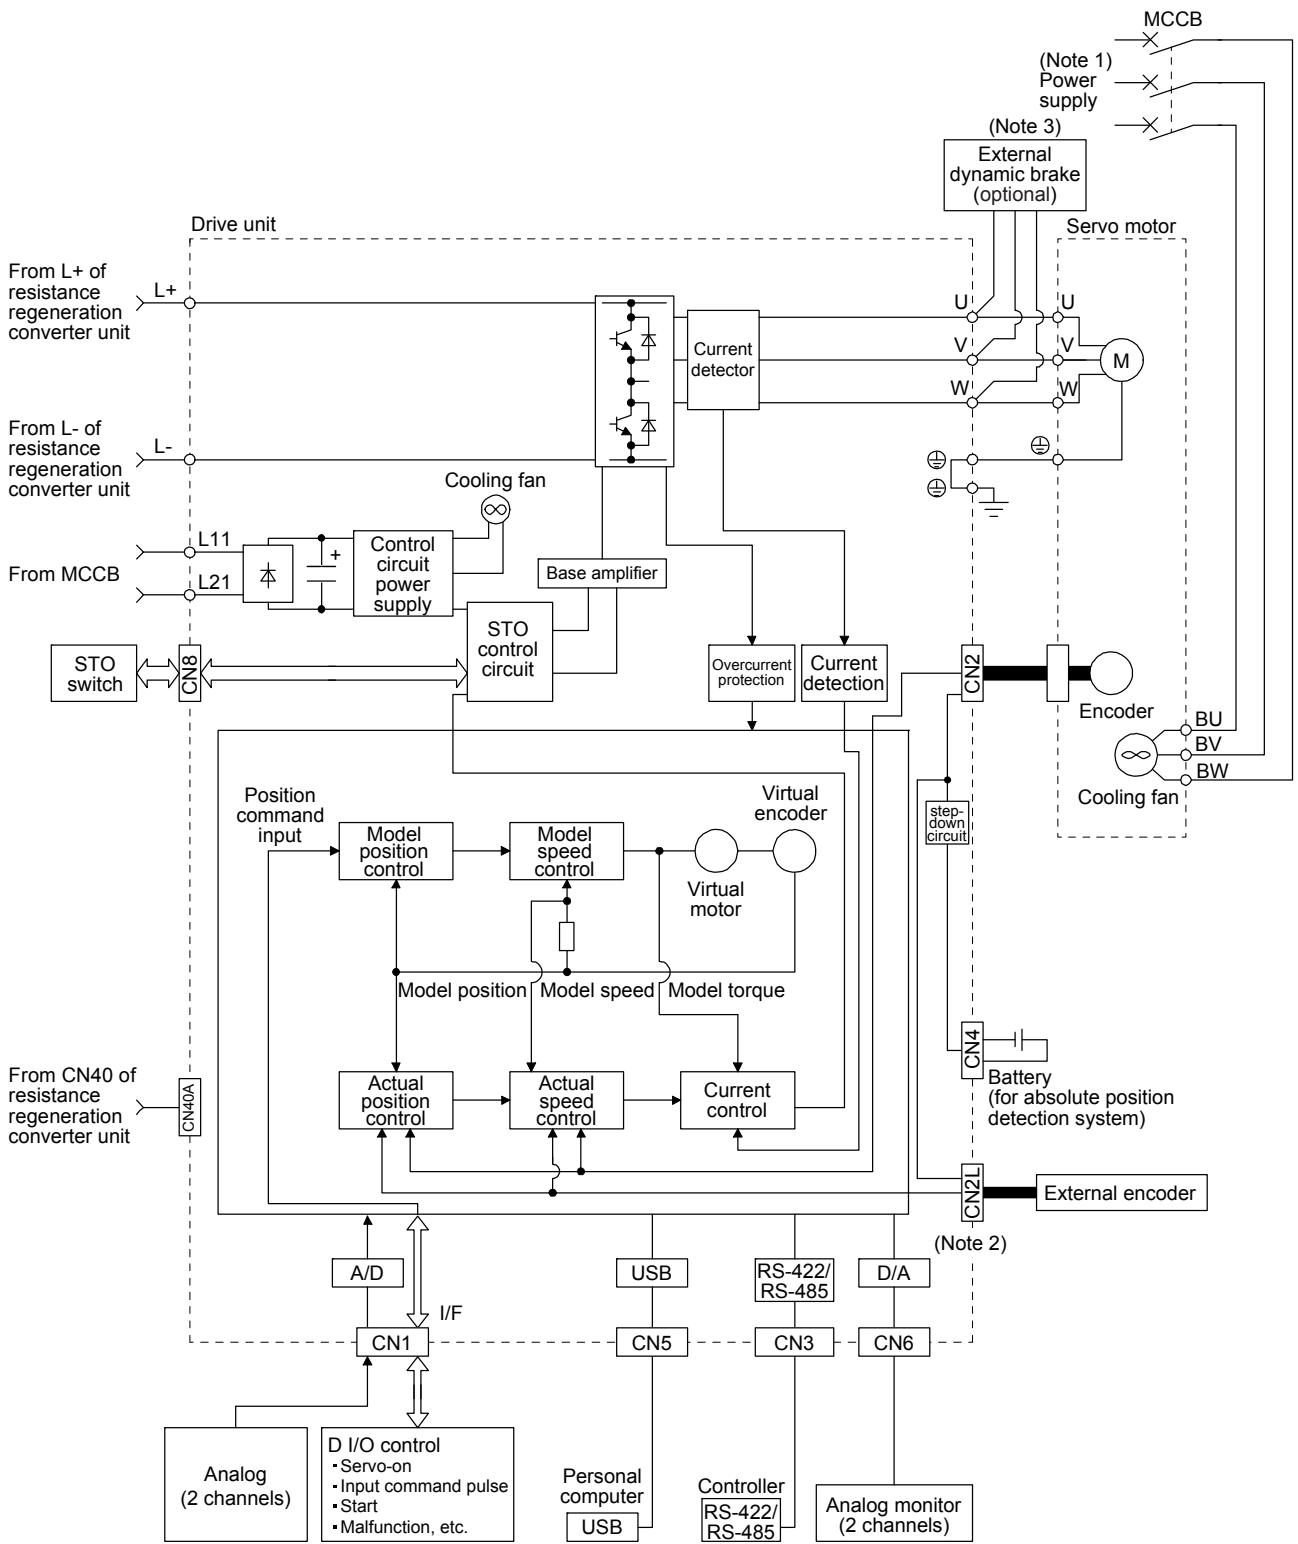 MCCB
(Note 1)
Power
supply
(Note 3)
External
dynamic brake
(optional)
Drive unit
Servo motor
From L+ of
resistance
regeneration
converter unit
L+
U
U
V
V
W
W
Current
detector
M
From L- of
resistance
regeneration
converter unit
L-
Cooling fan
L11
L21
From MCCB
+
Control
circuit
power
supply
Base amplifier
STO
control
circuit
STO
switch
CN8
Overcurrent
protection
Current
detection
CN2
Encoder
BU
BV
BW
Cooling fan
step-
down
circuit
Position
command
input
Model
position
control
Model
speed
control
Virtual
encoder
Virtual
motor
Model position
Model speed
Model torque
CN4
Battery
(for absolute position
detection system)
From CN40 of
resistance
regeneration
converter unit
CN40A
Actual
position
control
Actual
speed
control
Current
control
CN2L
External encoder
(Note 2)
A/D
I/F
USB
RS-422/
RS-485
D/A
CN1
CN5
CN3
CN6
Analog
(2 channels)
D I/O control
▪Servo-on
▪Input command pulse
▪Start
▪Malfunction, etc.
Personal
computer
USB
Controller
RS-422/
RS-485
Analog monitor
(2 channels)